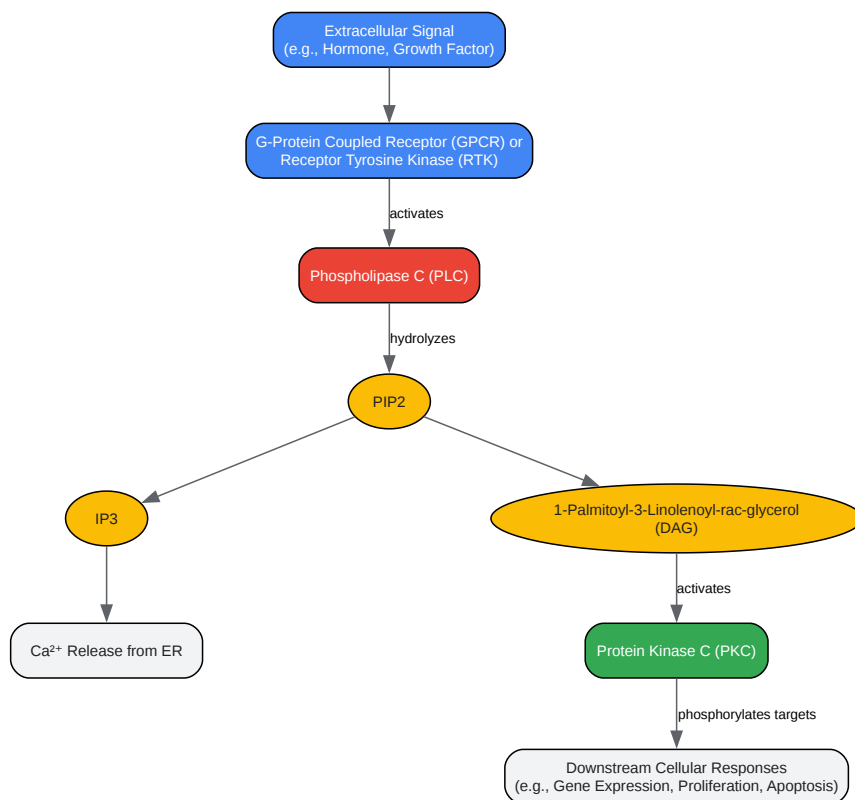 Extracellular Signal
(e.g., Hormone, Growth Factor)
G-Protein Coupled Receptor (GPCR) or
Receptor Tyrosine Kinase (RTK)
activates
Phospholipase C (PLC)
hydrolyzes
PIP2
IP3
1-Palmitoyl-3-Linolenoyl-rac-glycerol
(DAG)
activates
Ca²⁺ Release from ER
Protein Kinase C (PKC)
phosphorylates targets
Downstream Cellular Responses
(e.g., Gene Expression, Proliferation, Apoptosis)